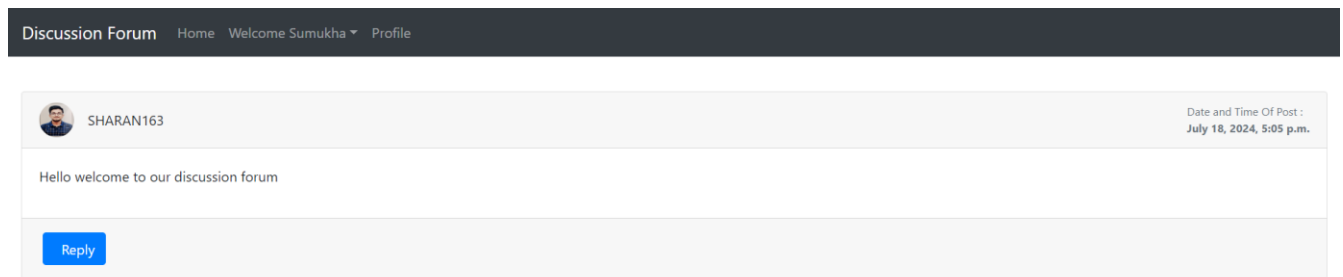 Discussion Forum Home Welcome Sumukha Profile
SHARAN163
Date and Time Of Post :
July 18, 2024, 5:05 p.m.
Hello welcome to our discussion forum
Reply